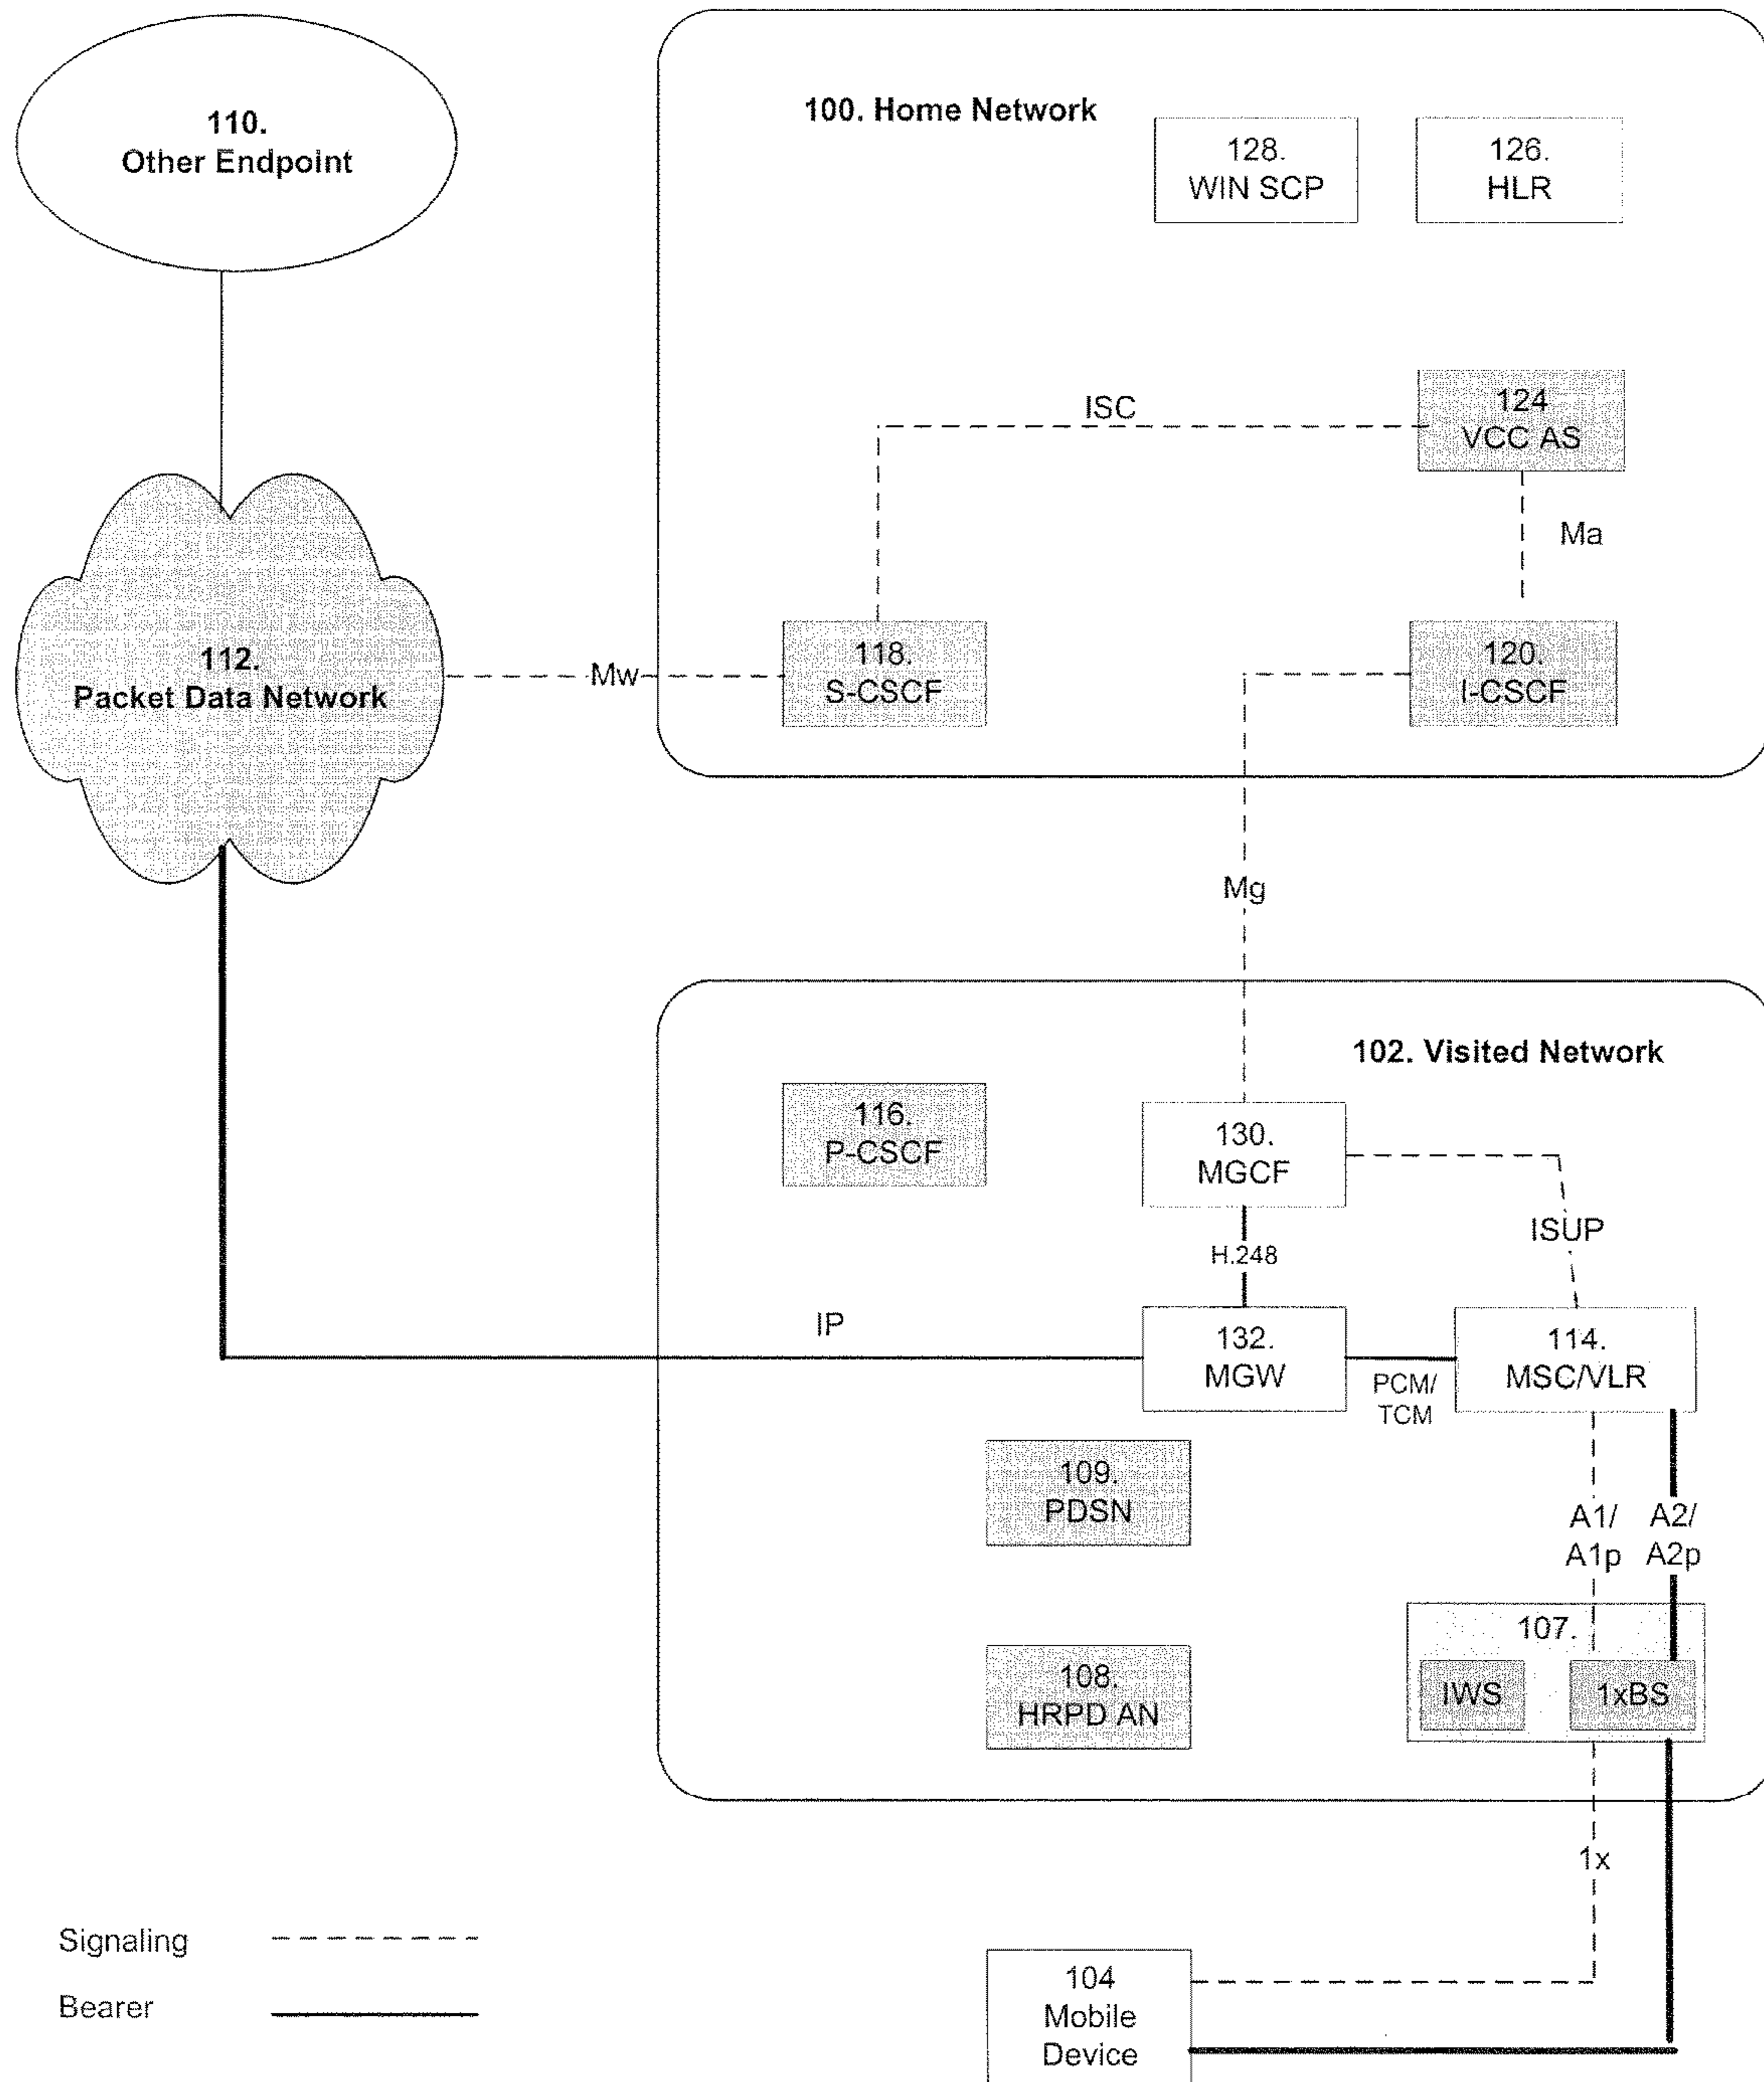 110.
Other Endpoint
100. Home Network
128.
WIN SCP
126.
HLR
ISC
124
VCC AS
Ma
112.
Packet Data Network
Mw
118.
S-CSCF
120.
I-CSCF
Mg
102. Visited Network
116.
P-CSCF
130.
MGCF
ISUP
H.248
IP
132.
MGW
PCM/
TCM
114.
MSC/VLR
109.
PDSN
A1/
A1p
A2/
A2p
107.
108.
HRPD AN
IWS
1xBS
1x
Signaling
Bearer
104
Mobile
Device